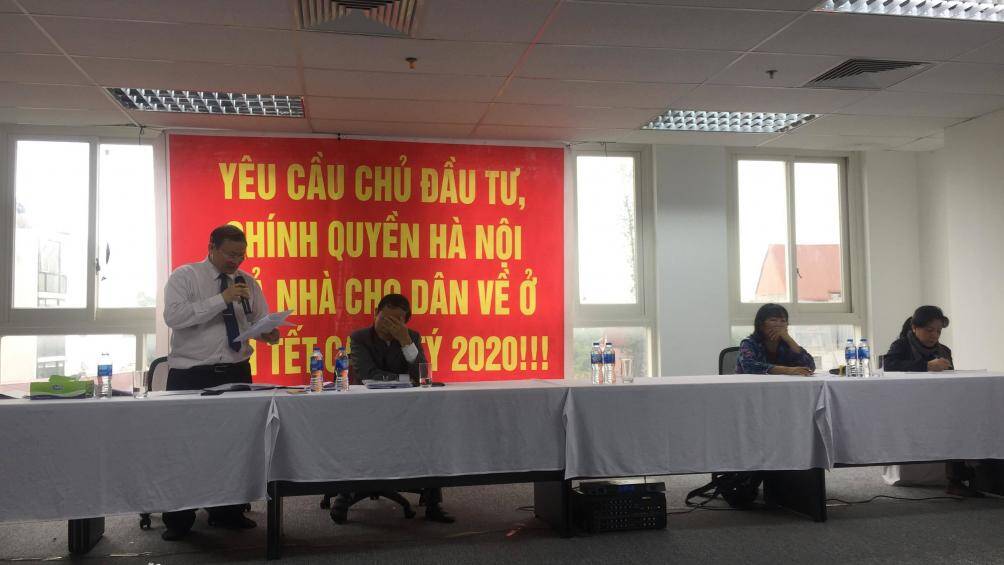 YÊU CẦU CHỦ ĐẦU TƯ,
CHÍNH QUYỀN HÀ NỘI
NHÀ CHO DÂN VỀ Ở
TẾT 2020!!!